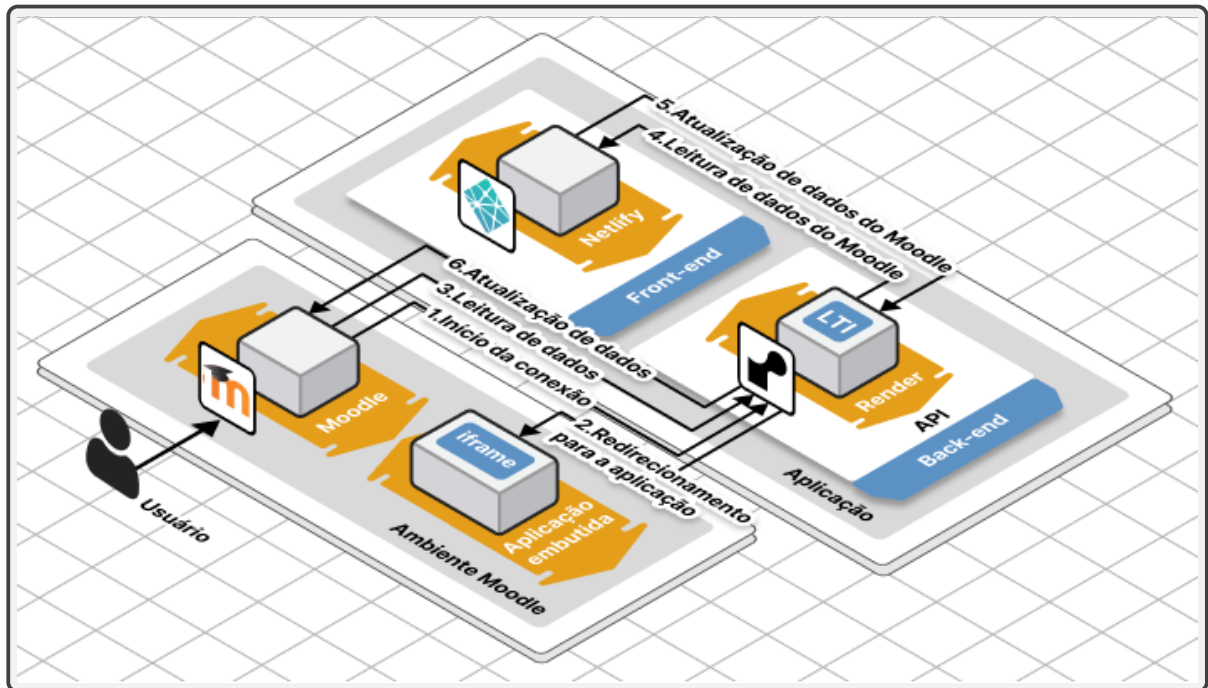 5.Atualização de dados do Moodle
4.Leitura de dados do Moodle
Netlify
Front-end
6.Atualização de dados
3.Leitura de dados
1.Início da conexão
LTI
Render
API
Back-end
Aplicação
m
Moodle
iframe
2.Redirecionamento
para a aplicação
Aplicação
embutida
Ambiente Moodle
Usuário